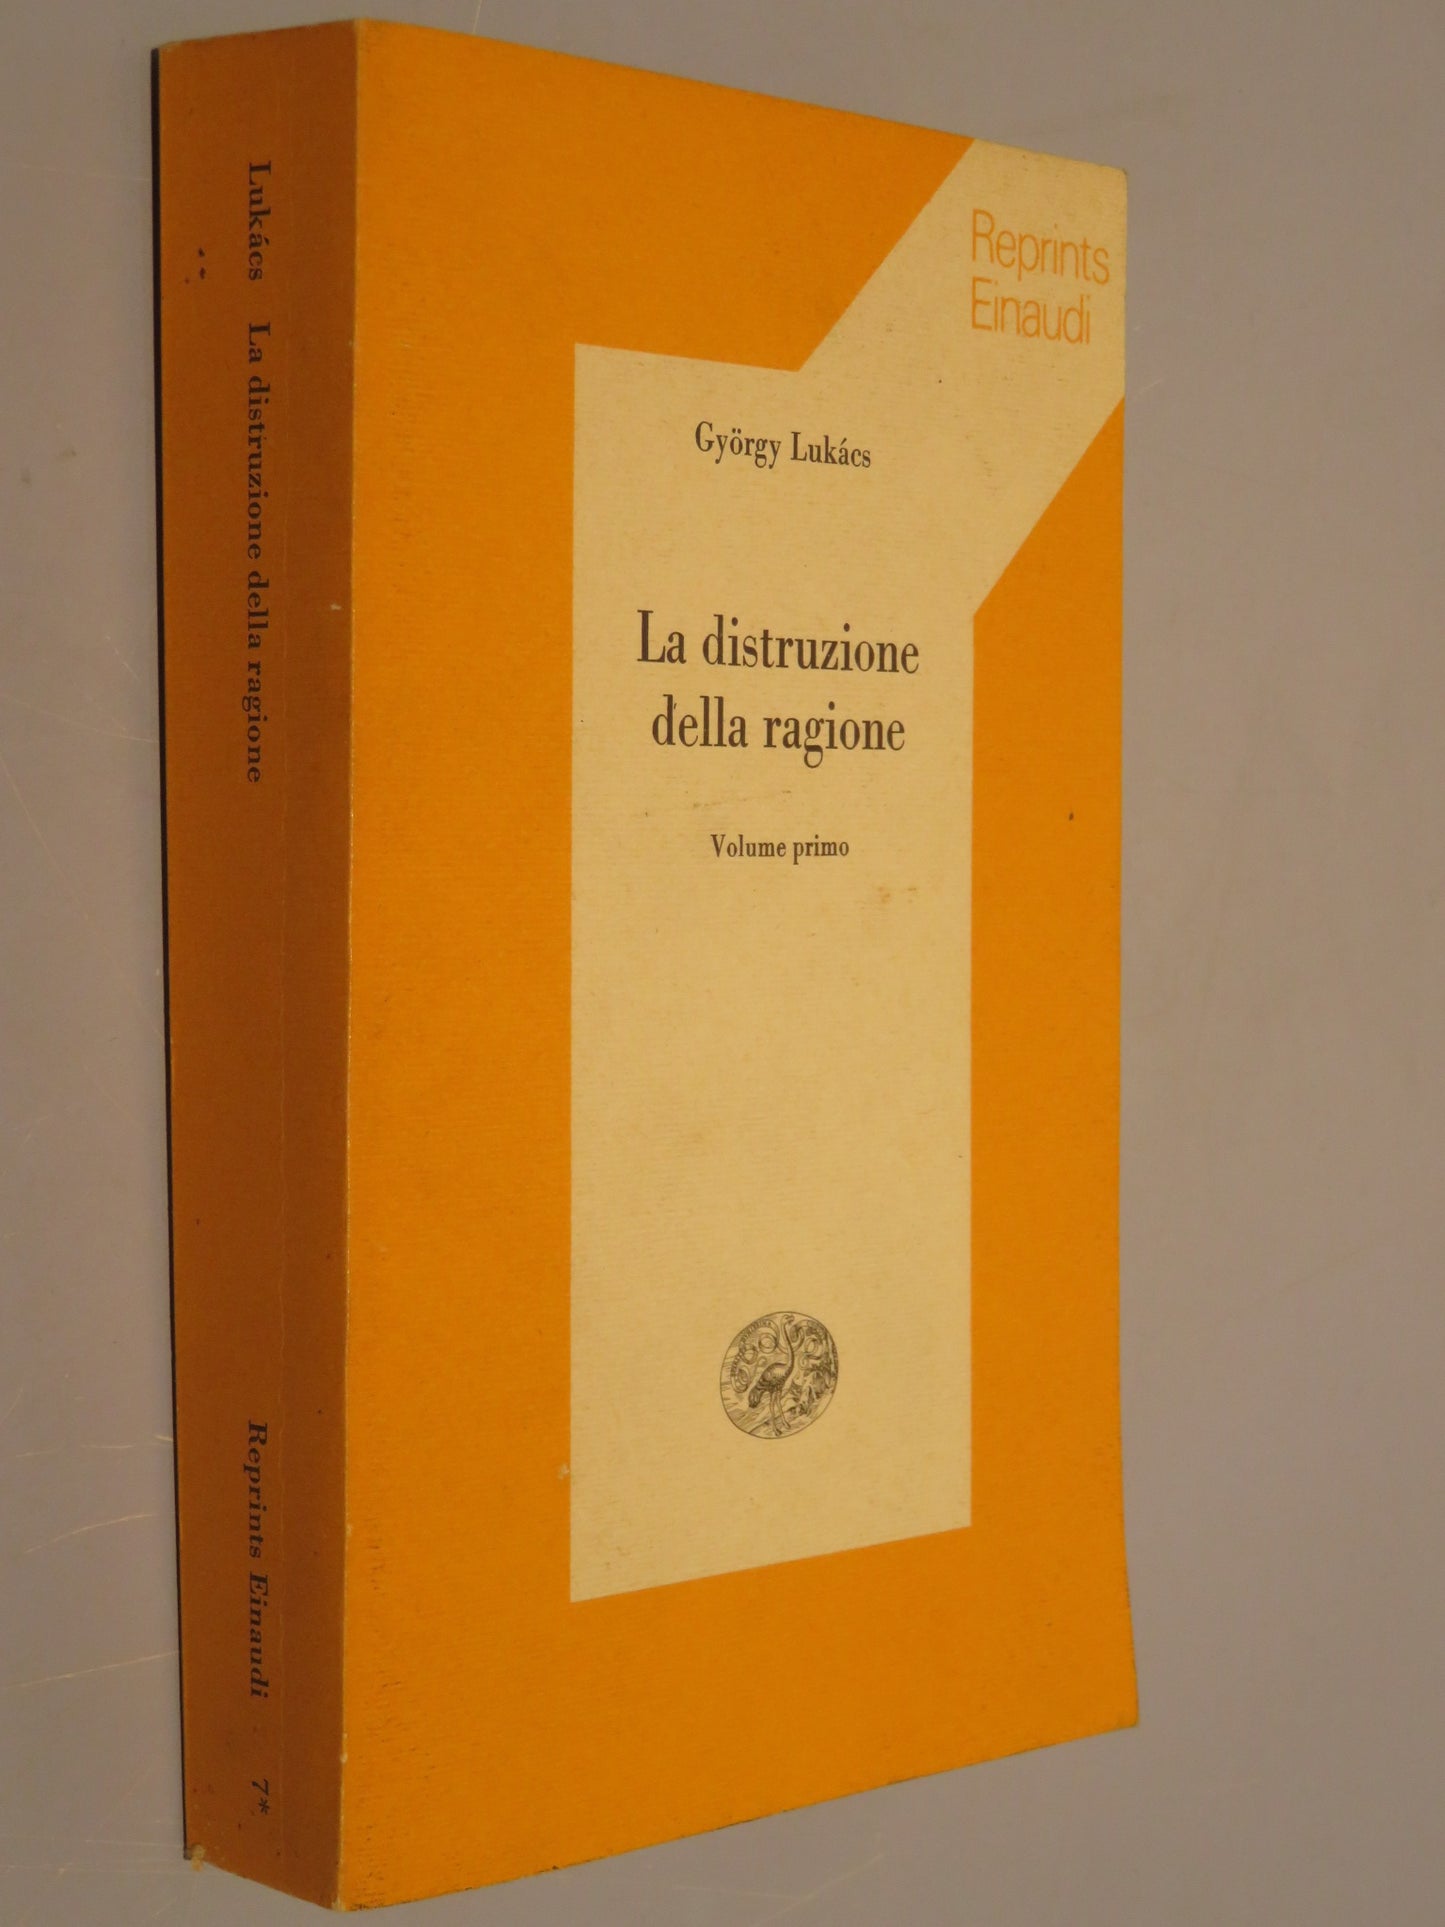 Reprints
Einaudi
György Lukács
La distruzione
della ragione
Volume primo
Lukács La distruzione della ragione Reprints Einaudi 7*